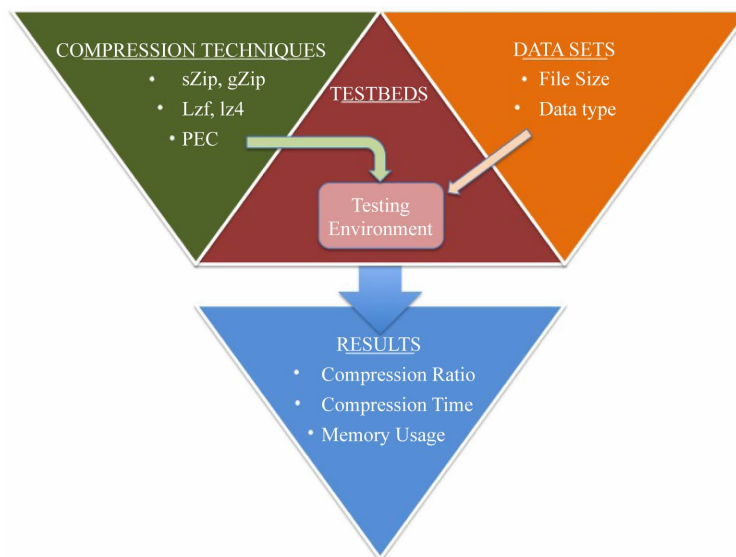 COMPRESSION TECHNIQUES
• sZip, gZip
• Lzf, lz4
• PEC
TESTBEDS
Testing
Environment
DATA SETS
• File Size
• Data type
RESULTS
• Compression Ratio
• Compression Time
• Memory Usage